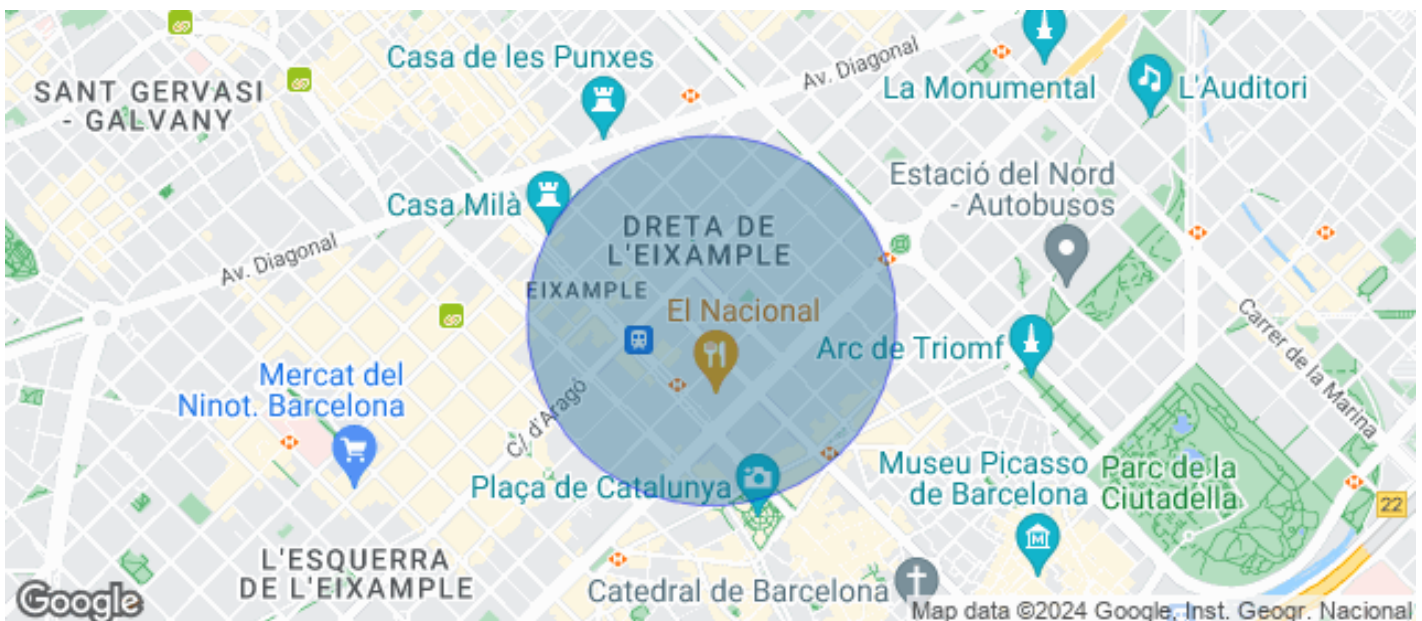 Casa de les Punxes
Av. Diagonal
La Monumental
L'Auditori
SANT GERVASI
- GALVANY
Estació del Nord
- Autobusos
Casa Milà
DRETA DE
L'EIXAMPLE
Av. Diagonal
EIXAMPLE
El Nacional
Arc de Triomf
Carrer de la Marina
Mercat del
Ninot. Barcelona
C/ d'Aragó
Plaça de Catalunya
Museu Picasso
de Barcelona
Parc de la
Ciutadella
22
L'ESQUERRA
DE L'EIXAMPLE
Catedral de Barcelona
Google
Map data ©2024 Google, Inst. Geogr. Nacional